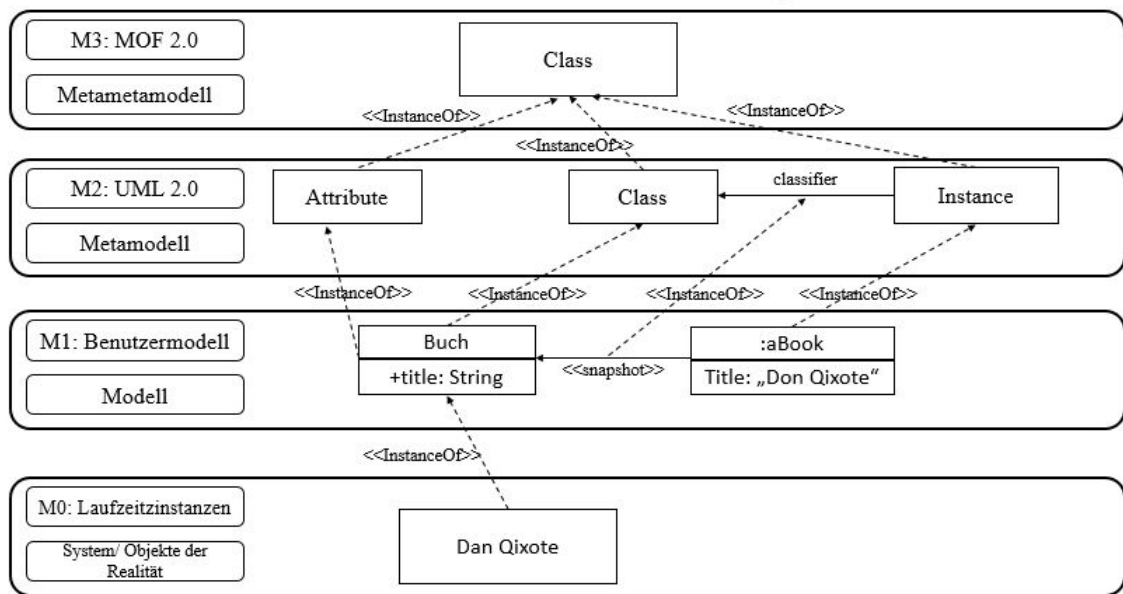 M3: MOF 2.0
Metametamodell
Class
<<InstanceOf>>
<<InstanceOf>>
<<InstanceOf>>
M2: UML 2.0
Metamodell
Attribute
Class
classifier
Instance
<<InstanceOf>>
<<InstanceOf>>
<<InstanceOf>>
<<InstanceOf>>
M1: Benutzermodell
Modell
Buch
+title: String
<<snapshot>>
:aBook
Title: „Don Qixote“
<<InstanceOf>>
M0: Laufzeitzinstanzen
System/ Objekte der
Realität
Dan Qixote